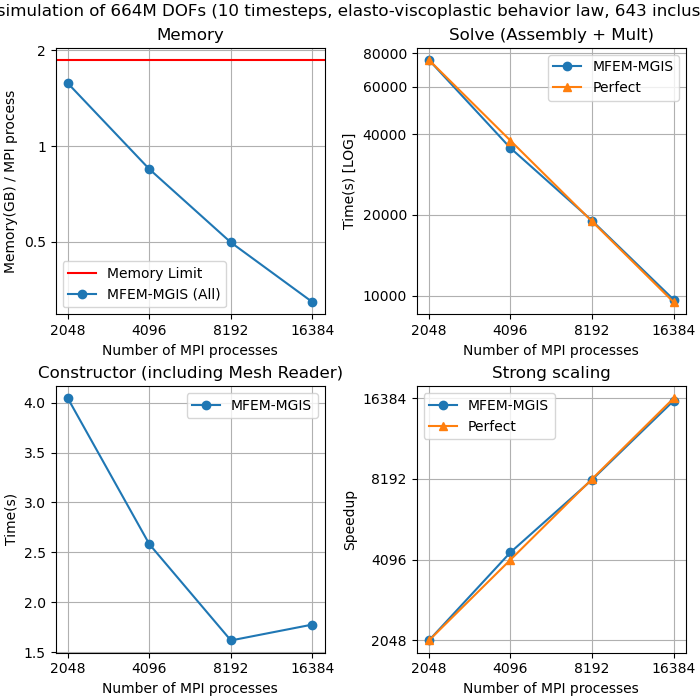 simulation of 664M DOFs (10 timesteps, elasto-viscoplastic behavior law, 643
Memory
2
1
0.5
Memory(GB) / MPI process
Memory Limit
MFEM-MGIS (All)
2048 4096 8192 16384
Number of MPI processes
Solve (Assembly + Mult)
80000
60000
40000
20000
10000
Time(s) [LOG]
MFEM-MGIS
Perfect
2048 4096 8192 16384
Number of MPI processes
Constructor (including Mesh Reader)
4.0
3.5
3.0
2.5
2.0
1.5
Time(s)
MFEM-MGIS
2048 4096 8192 16384
Number of MPI processes
Strong scaling
16384
8192
4096
2048
Speedup
MFEM-MGIS
Perfect
2048 4096 8192 16384
Number of MPI processes